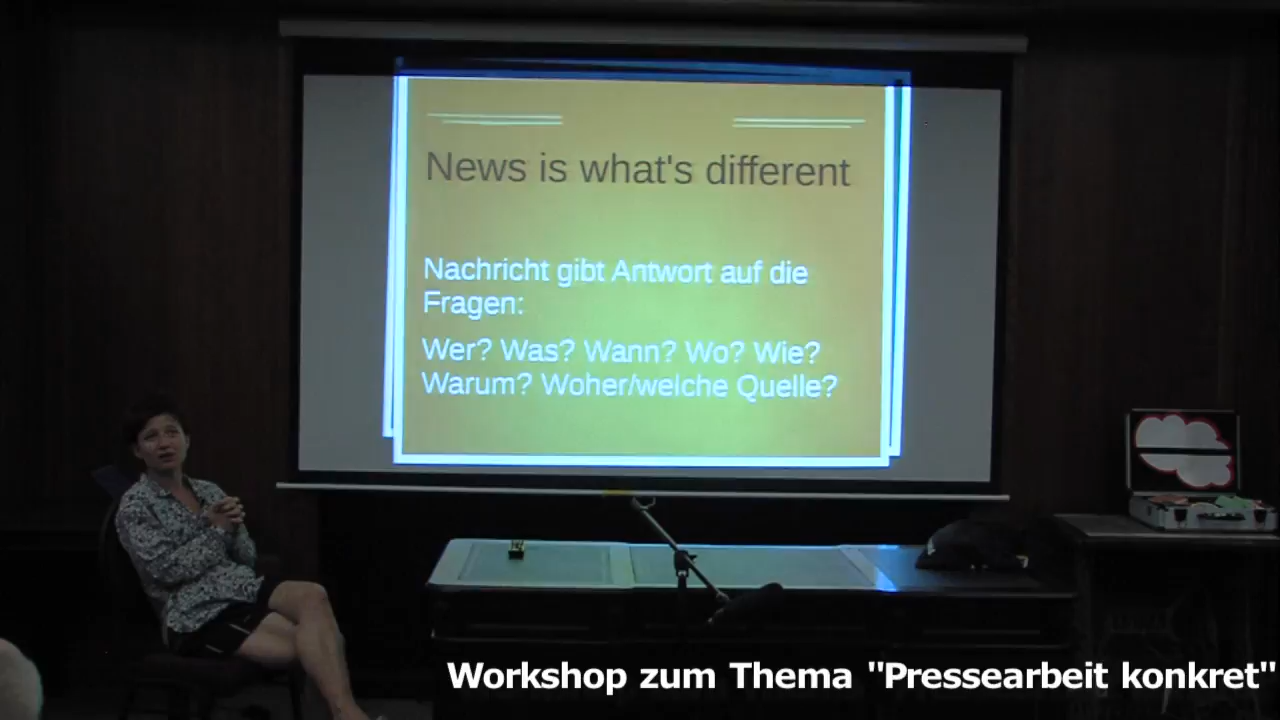 News is what's different
Nachricht gibt Antwort auf die
Fragen:
Wer? Was? Wann? Wo? Wie?
Warum? Woher/welche Quelle?
Workshop zum Thema "Pressearbeit konkret"